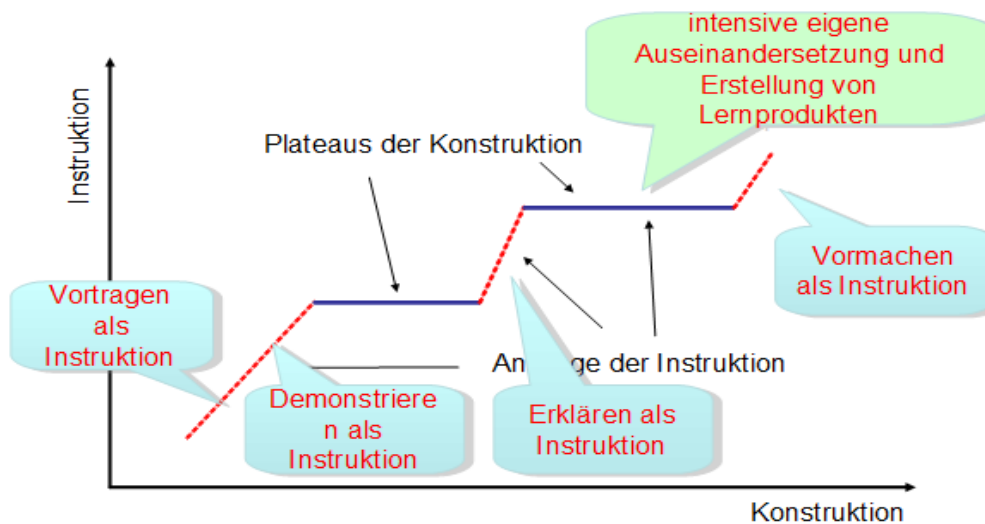 intensive eigene
Auseinandersetzung und
Erstellung von
Lernprodukten
Instruktion
Plateaus der Konstruktion
Vormachen
als Instruktion
Vortragen
als
Instruktion
der Instruktion
Demonstriere
n als
Instruktion
Erklären als
Instruktion
Konstruktion